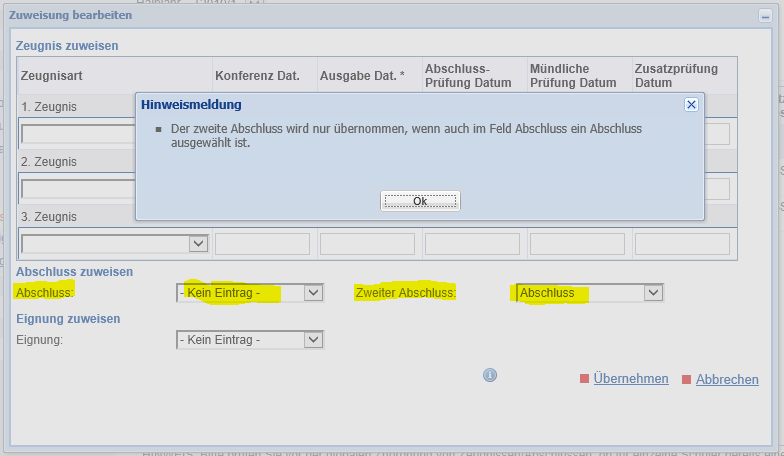 Zuweisung bearbeiten
Zeugnis zuweisen
Zeugnisart Konferenz Dat. Ausgabe Dat. * Abschluss-Prüfung Datum Mündliche Prüfung Datum Zusatzprüfung Datum
1. Zeugnis
Hinweismeldung
Der zweite Abschluss wird nur übernommen, wenn auch im Feld Abschluss ein Abschluss
ausgewählt ist.
2. Zeugnis
Ok
3. Zeugnis
Abschluss zuweisen
Abschluss: - Kein Eintrag - Zweiter Abschluss: Abschluss
Eignung zuweisen
Eignung: - Kein Eintrag -
Übernehmen Abbrechen